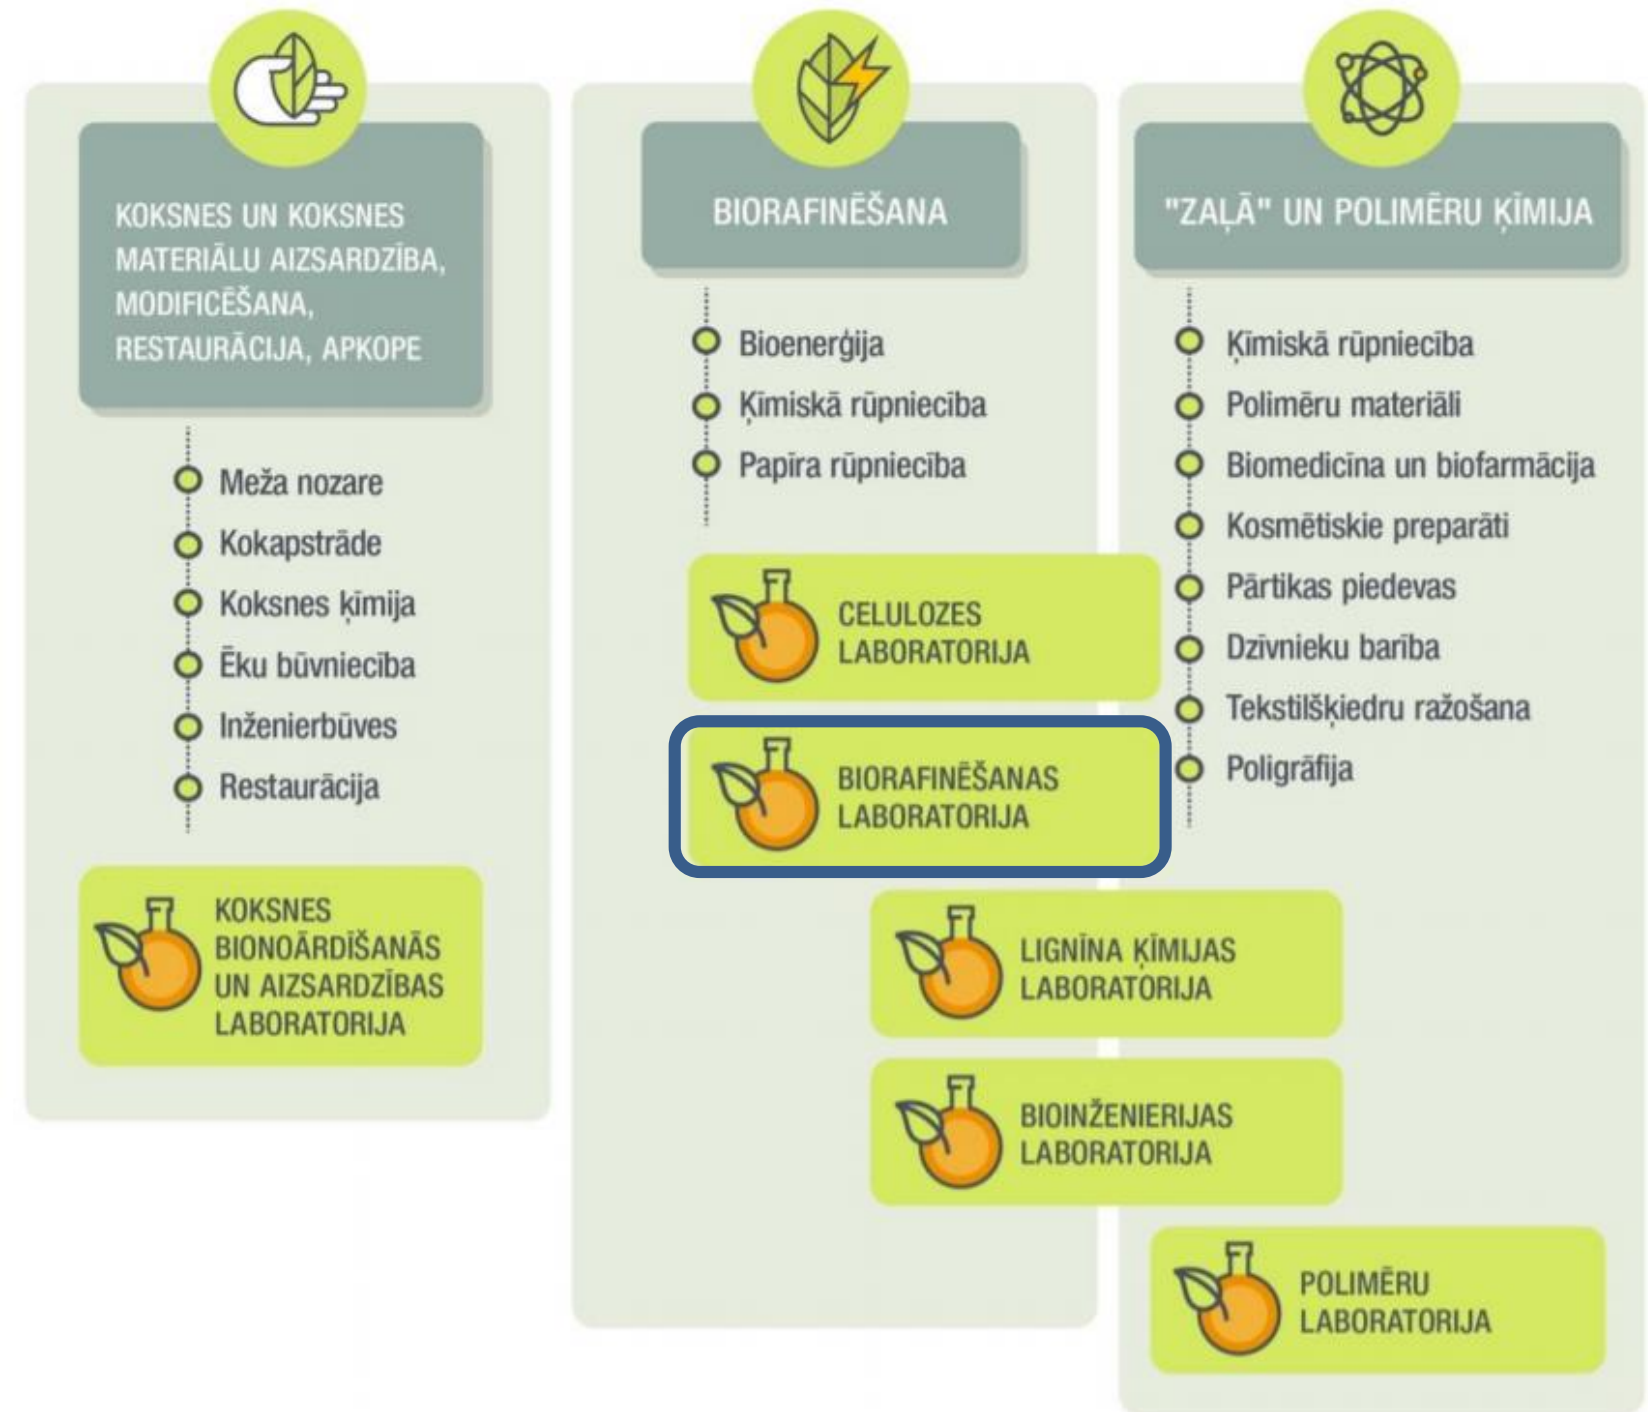 KOKSNES UN KOKSNES
MATERIĀLU AIZSARDZĪBA,
MODIFICĒŠANA,
RESTAURĀCIJA, APKOPE
Meža nozare
Kokapstrāde
Koksnes ķīmija
Ēku būvniecība
Inženierbūves
Restaurācija
KOKSNES
BIONOĀRDĪŠANĀS
UN AIZSARDZĪBAS
LABORATORIJA
BIORAFINĒŠANA
Bioenerģija
Ķīmiskā rūpniecība
Papīra rūpniecība
CELULOZES
LABORATORIJA
BIORAFINĒŠANAS
LABORATORIJA
LIGNĪNA ĶĪMIJAS
LABORATORIJA
BIOINŽENIERIJAS
LABORATORIJA
"ZAĻĀ" UN POLIMĒRU ĶĪMIJA
Ķīmiskā rūpniecība
Polimēru materiāli
Biomedicīna un biofarmācija
Kosmētiskie preparāti
Pārtikas piedevas
Dzīvnieku barība
Tekstilšķiedru ražošana
Poligrāfija
POLIMĒRU
LABORATORIJA